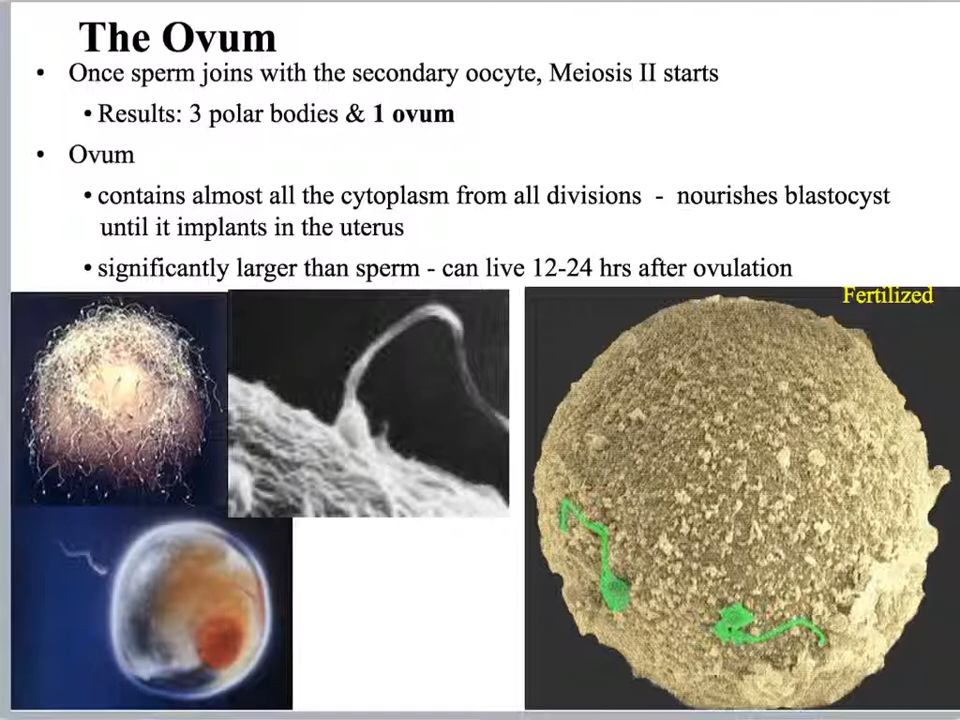 The Ovum
• Once sperm joins with the secondary oocyte, Meiosis II starts
• Results: 3 polar bodies & 1 ovum
• Ovum
• contains almost all the cytoplasm from all divisions - nourishes blastocyst
until it implants in the uterus
• significantly larger than sperm - can live 12-24 hrs after ovulation
Fertilized